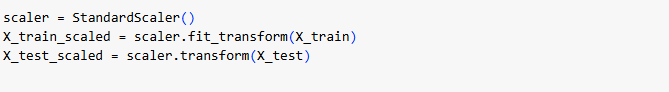 scaler = StandardScaler()
X_train_scaled = scaler.fit_transform(X_train)
X_test_scaled = scaler.transform(X_test)